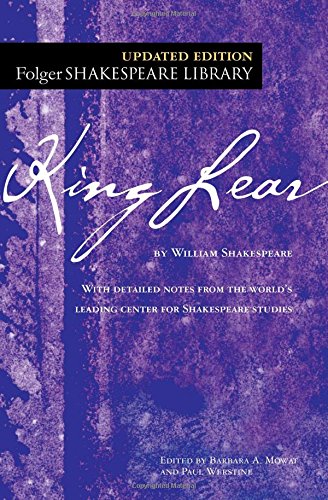 UPDATED EDITION
Folger SHAKESPEARE LIBRARY
King Lear
BY WILLIAM SHAKESPEARE
WITH DETAILED NOTES FROM THE WORLD'S
LEADING CENTER FOR SHAKESPEARE STUDIES
EDITED BY BARBARA A. MOWAT
AND PAUL WERSTINE